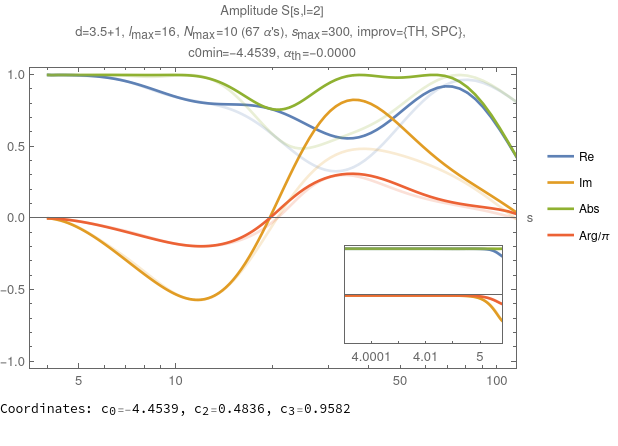 Amplitude S[s,l=2]
d=3.5+1, lmax=16, Nmax=10 (67 α's), smax=300, improv={TH, SPC},
c0min=-4.4539, αth=-0.0000
1.0
0.5
0.0
-0.5
-1.0
5
10
50
100
s
Re
Im
Abs
Arg/π
4.0001
4.01
5
Coordinates: c0=-4.4539, c2=0.4836, c3=0.9582